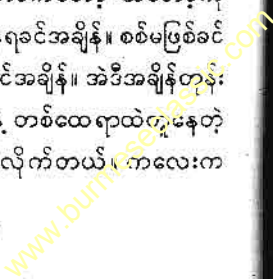 ရခင်အချိန်။ စစ်မဖြစ်ခင်
င်အချိန်။ အဲဒီအချိန်တုန်း
တစ်ထေရာထဲကူနေတဲ့
လိုက်တယ်။ ကလေးက
www.burmeseclassic.com